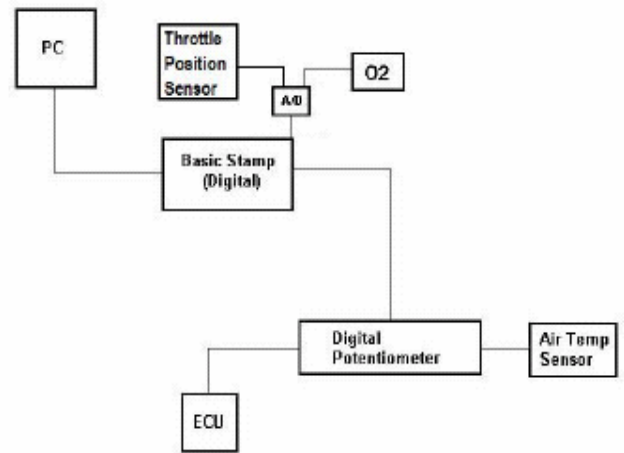 PC
Throttle
Position
Sensor
O2
A/D
Basic Stamp
(Digital)
Digital
Potentiometer
Air Temp
Sensor
ECU